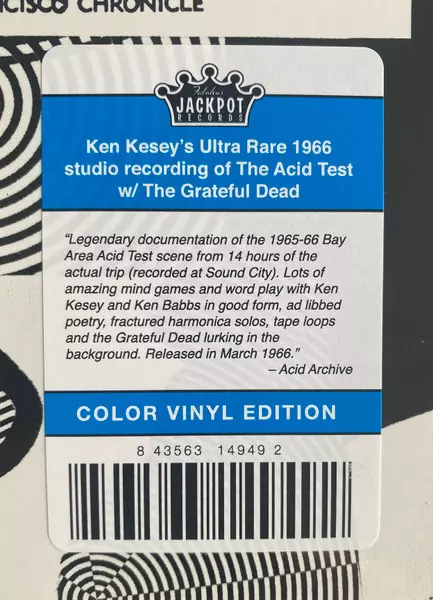 NCISCO CHRONICLE
Fabulous
JACKPOT
RECORDS
Ken Kesey's Ultra Rare 1966
studio recording of The Acid Test
w/ The Grateful Dead
"Legendary documentation of the 1965-66 Bay
Area Acid Test scene from 14 hours of the
actual trip (recorded at Sound City). Lots of
amazing mind games and word play with Ken
Kesey and Ken Babbs in good form, ad libbed
poetry, fractured harmonica solos, tape loops
and the Grateful Dead lurking in the
background. Released in March 1966."
– Acid Archive
COLOR VINYL EDITION
8 43563 14949 2